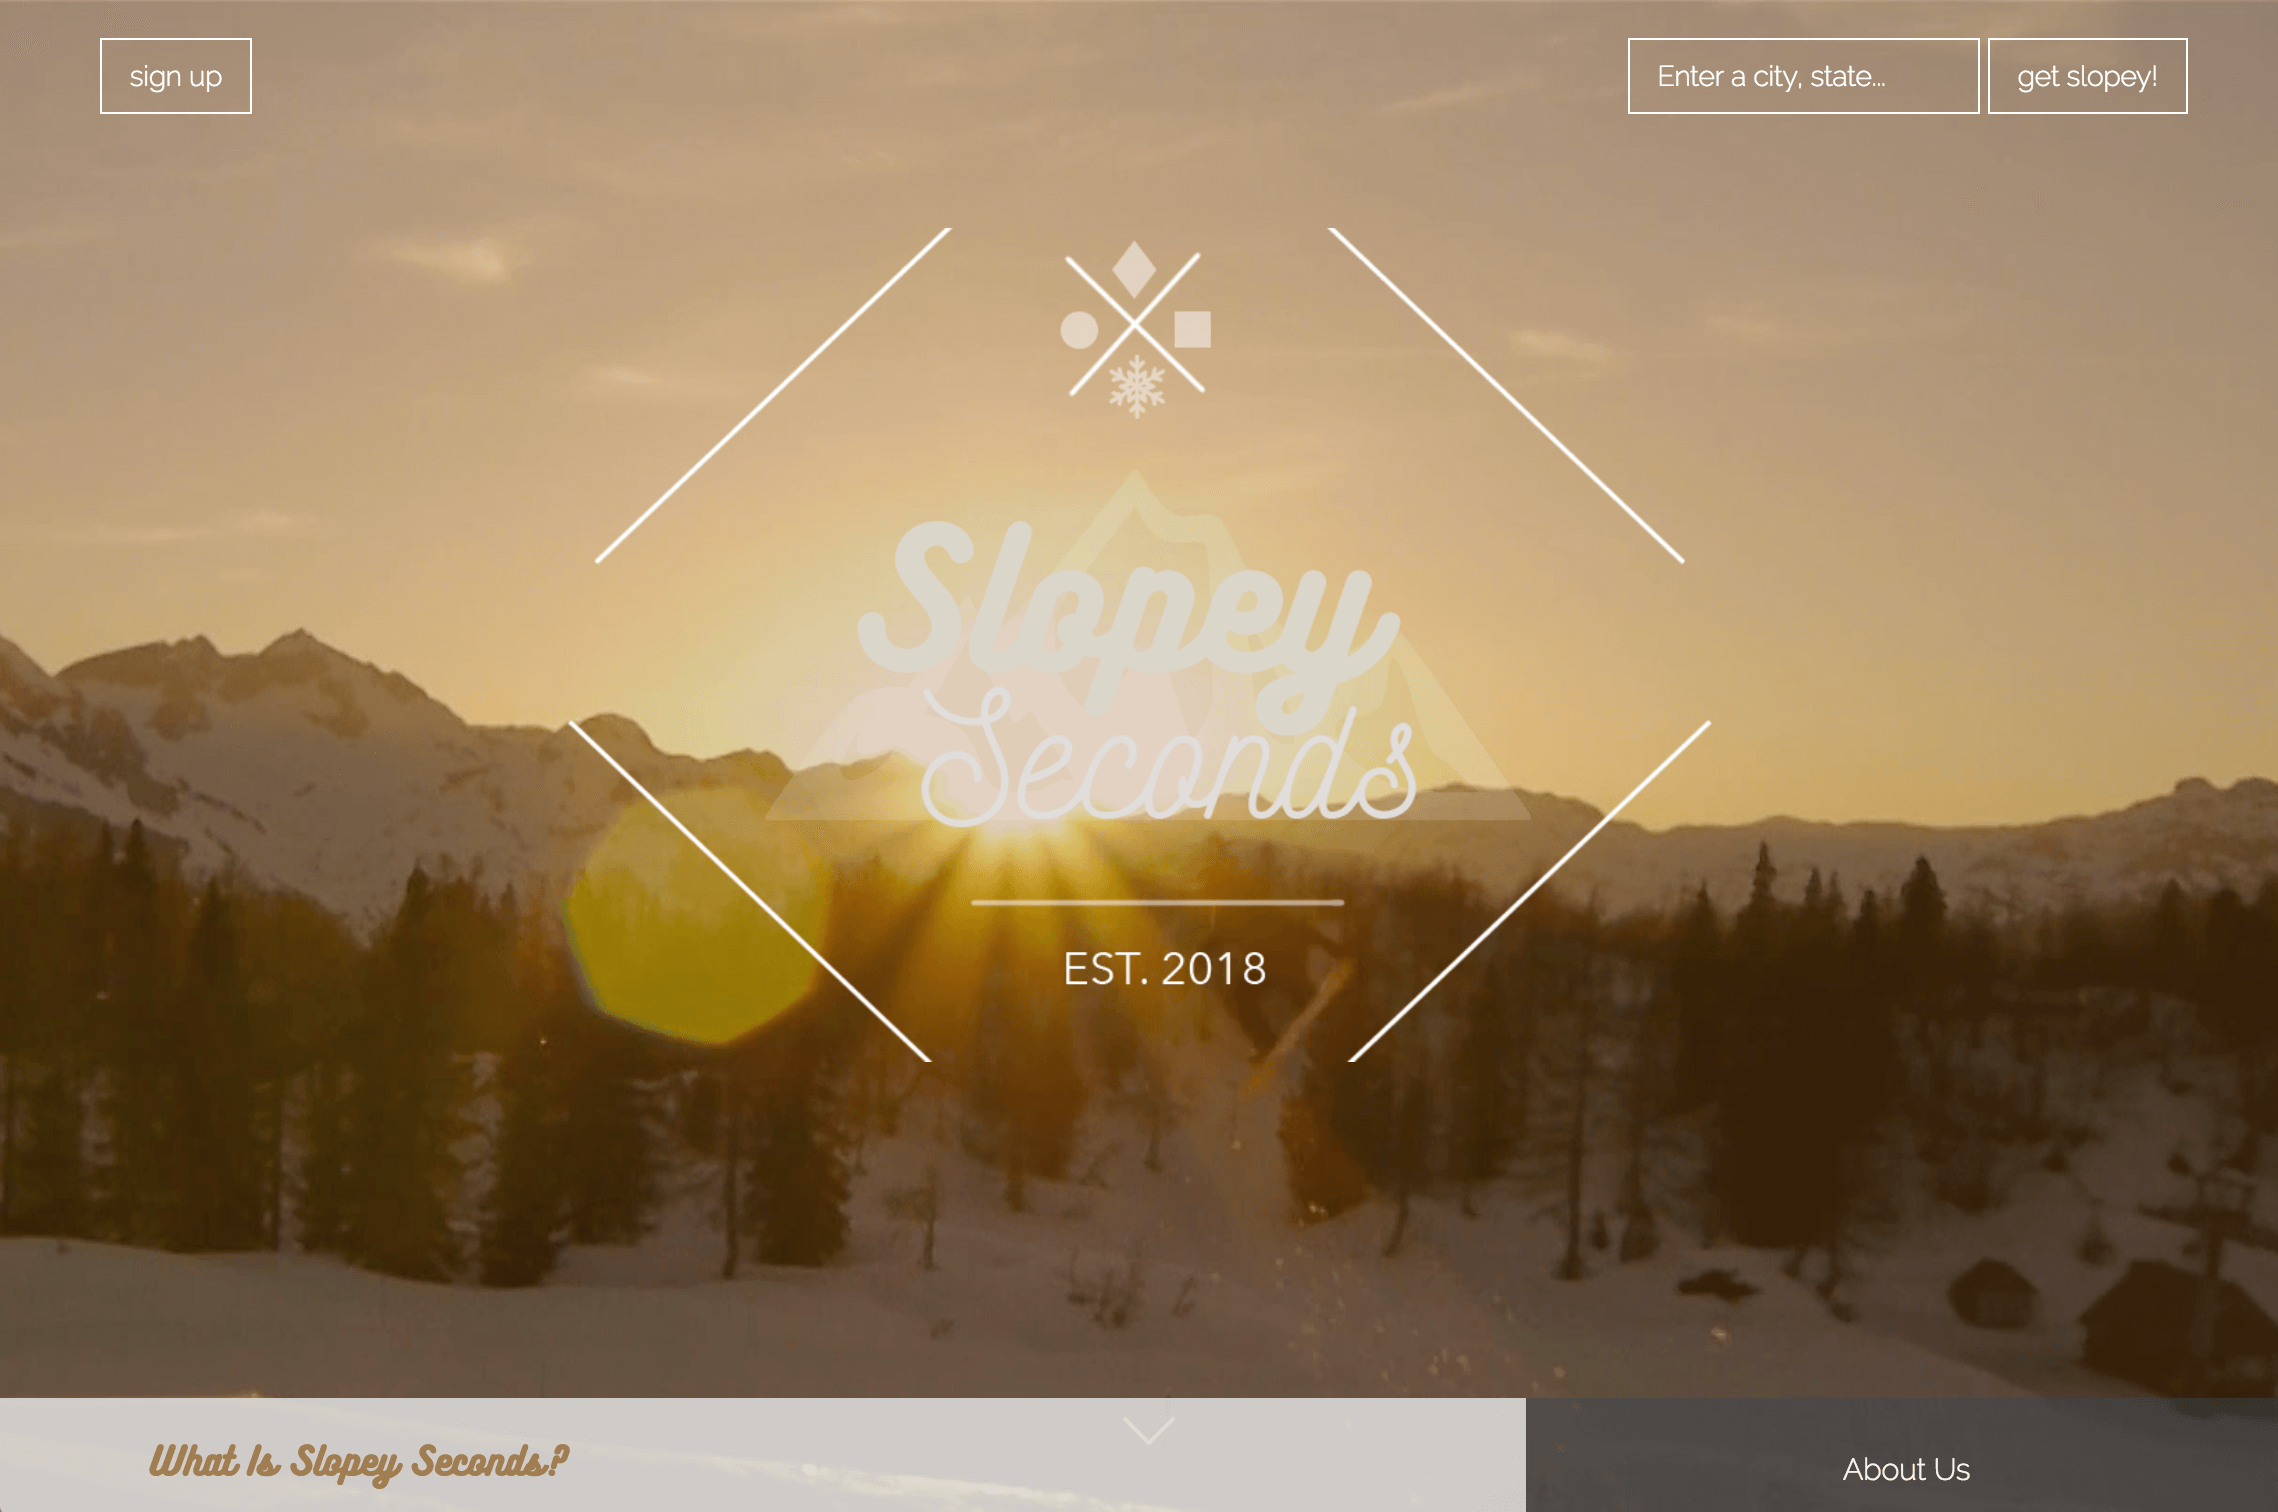 sign up
Enter a city, state...
get slopey!
Slopey
Seconds
EST. 2018
What Is Slopey Seconds?
About Us